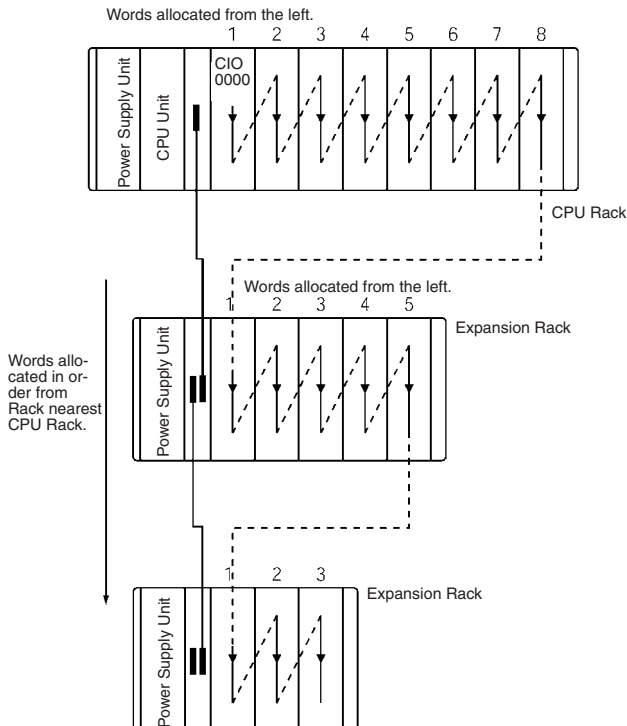 Words allocated from the left.
1 2 3 4 5 6 7 8
Power Supply Unit
CPU Unit
CIO
0000
CPU Rack
Words allocated from the left.
1 2 3 4 5
Power Supply Unit
Expansion Rack
Words allo-
cated in or-
der from
Rack nearest
CPU Rack.
1 2 3
Power Supply Unit
Expansion Rack